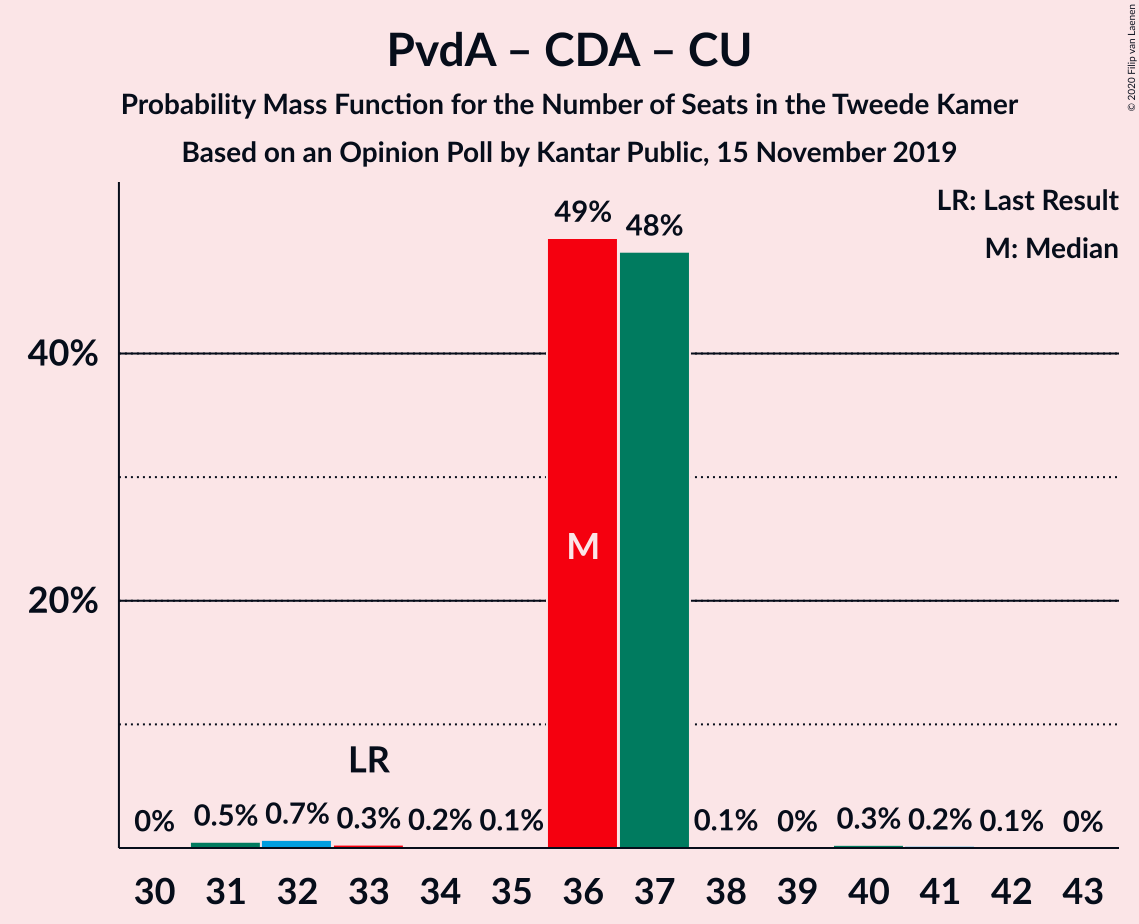 PvdA – CDA – CU
Probability Mass Function for the Number of Seats in the Tweede Kamer
Based on an Opinion Poll by Kantar Public, 15 November 2019
© 2020 Filip van Laenen
LR: Last Result
M: Median
49%
48%
40%
20%
M
LR
0% 0.5% 0.7% 0.3% 0.2% 0.1% 0.1% 0% 0.3% 0.2% 0.1% 0%
30 31 32 33 34 35 36 37 38 39 40 41 42 43